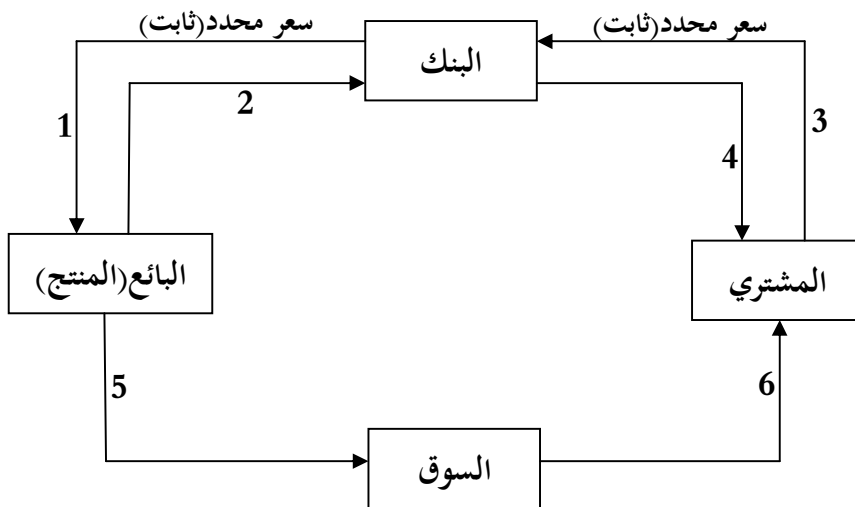 سعر محدد(ثابت)
سعر محدد(ثابت)
البنك
1
2
3
4
البائع(المنتج)
المشتري
5
6
السوق